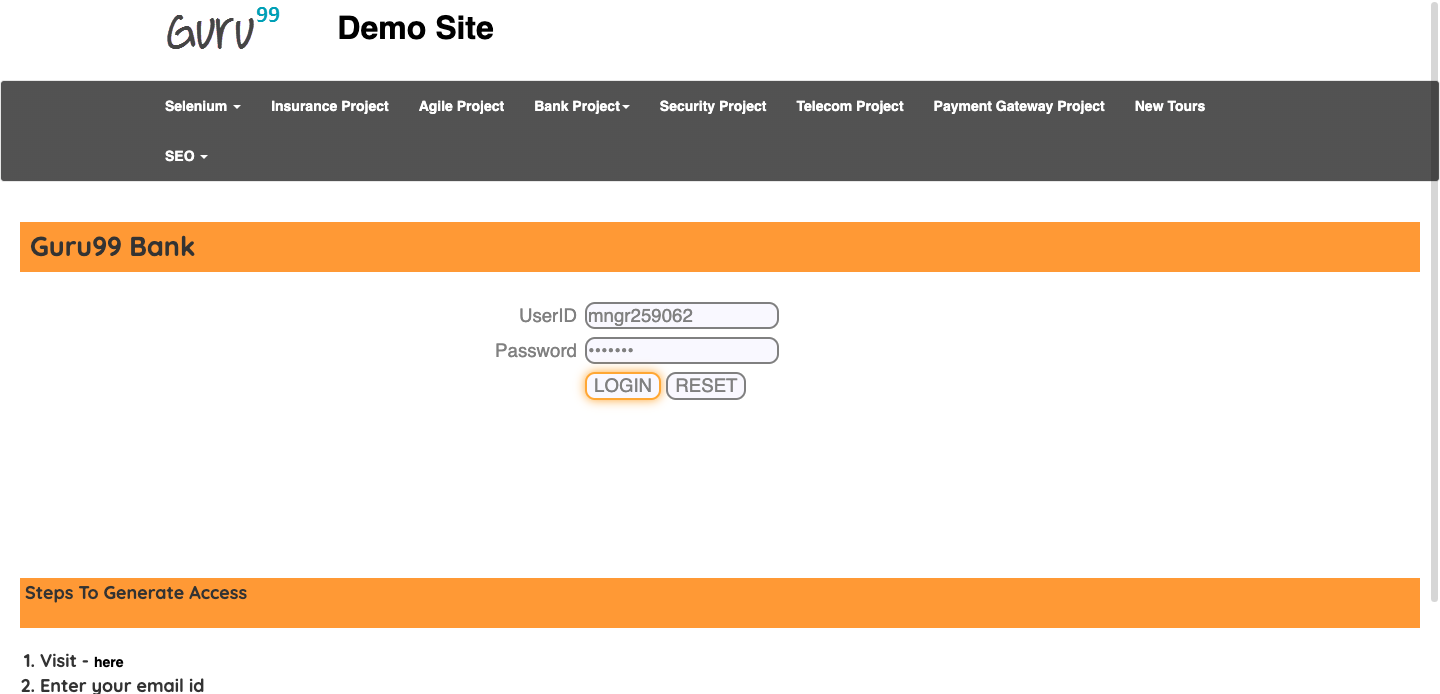 Guru99 Demo Site
Selenium Insurance Project Agile Project Bank Project Security Project Telecom Project Payment Gateway Project New Tours
SEO
Guru99 Bank
UserID mngr259062
Password •••••••
LOGIN RESET
Steps To Generate Access
1. Visit - here
2. Enter your email id